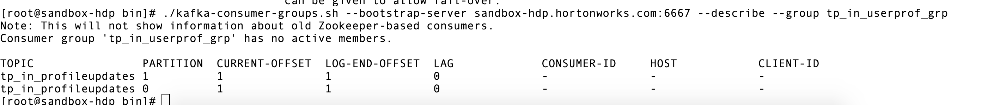 can be given to allow fail-over.
[root@sandbox-hdp bin]# ./kafka-consumer-groups.sh --bootstrap-server sandbox-hdp.hortonworks.com:6667 --describe --group tp_in_userprof_grp
Note: This will not show information about old Zookeeper-based consumers.
Consumer group 'tp_in_userprof_grp' has no active members.
TOPIC PARTITION CURRENT-OFFSET LOG-END-OFFSET LAG CONSUMER-ID HOST CLIENT-ID
tp_in_profileupdates 1 1 1 0 - - -
tp_in_profileupdates 0 1 1 0 - - -
[root@sandbox-hdp bin]#